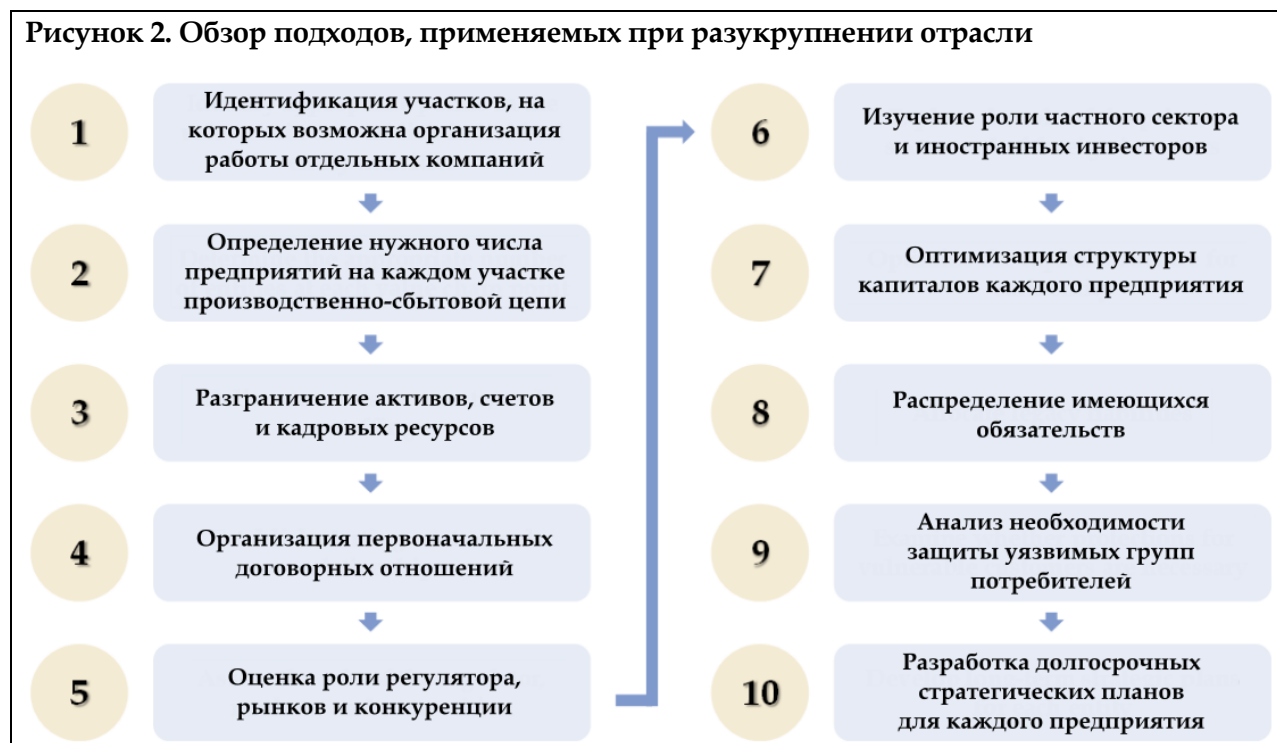 Рисунок 2. Обзор подходов, применяемых при разукрупнении отрасли
1
Идентификация участков, на
которых возможна организация
работы отдельных компаний
2
Определение нужного числа
предприятий на каждом участке
производственно-сбытовой цепи
3
Разграничение активов, счетов
и кадровых ресурсов
4
Организация первоначальных
договорных отношений
5
Оценка роли регулятора,
рынков и конкуренции
6
Изучение роли частного сектора
и иностранных инвесторов
7
Оптимизация структуры
капиталов каждого предприятия
8
Распределение имеющихся
обязательств
9
Анализ необходимости
защиты уязвимых групп
потребителей
10
Разработка долгосрочных
стратегических планов
для каждого предприятия